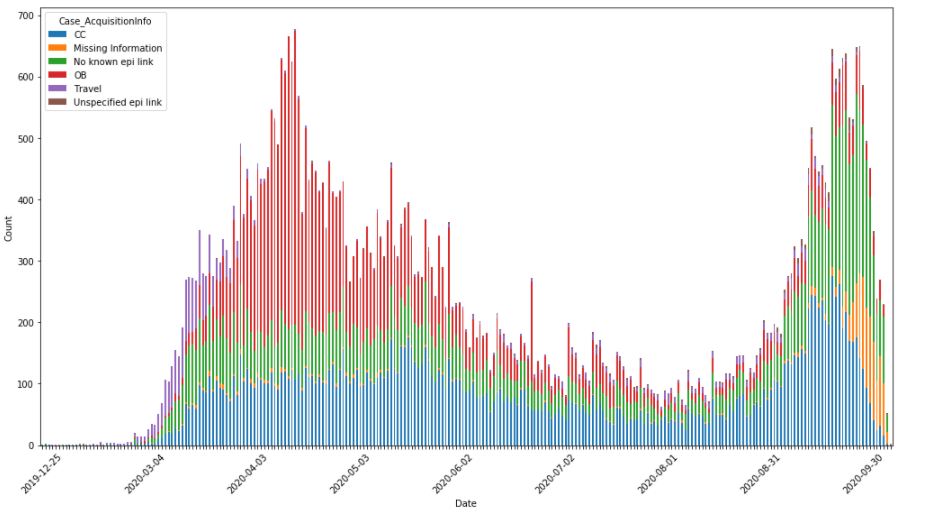 700
600
500
400
300
200
100
0
Count
Case_AcquisitionInfo
CC
Missing Information
No known epi link
OB
Travel
Unspecified epi link
2019-12-25
2020-03-04
2020-04-03
2020-05-03
2020-06-02
2020-07-02
2020-08-01
2020-08-31
2020-09-30
Date